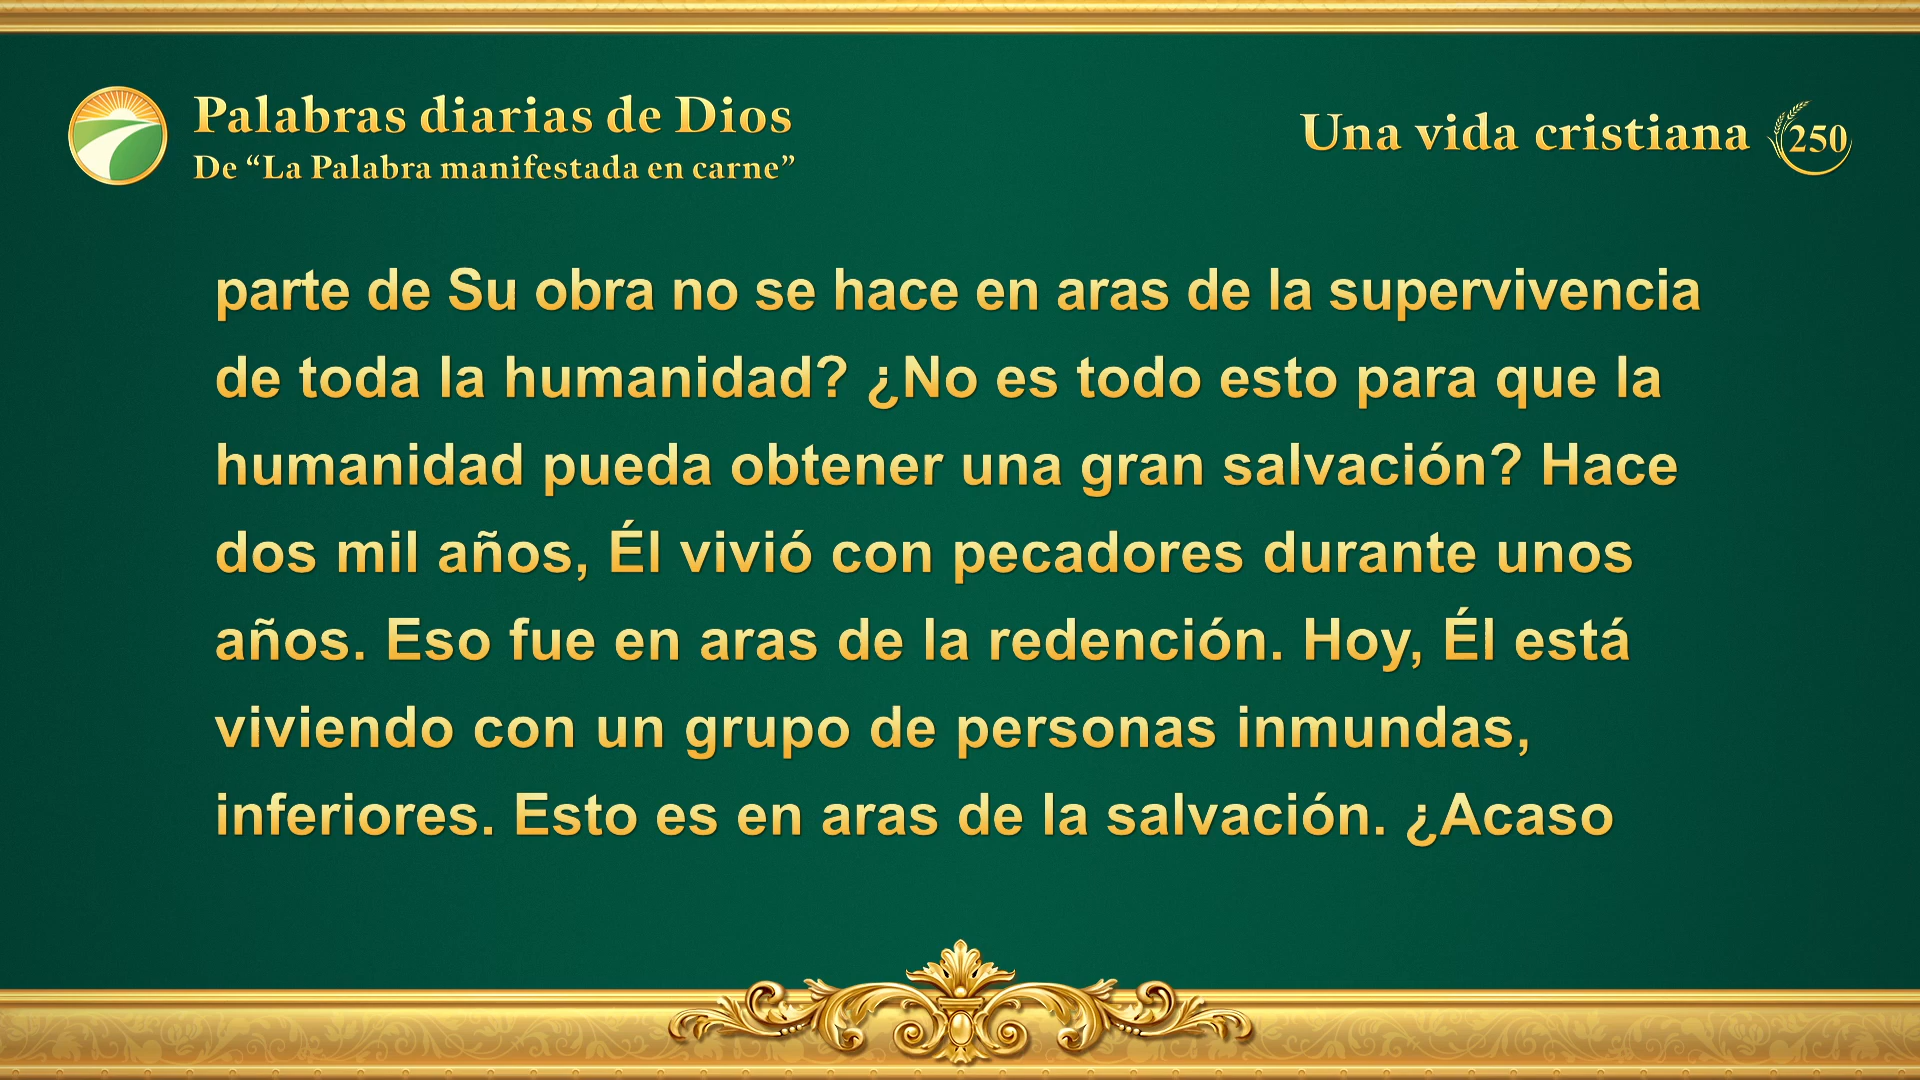 Palabras diarias de Dios
De “La Palabra manifestada en carne”
Una vida cristiana 250
parte de Su obra no se hace en aras de la supervivencia
de toda la humanidad? ¿No es todo esto para que la
humanidad pueda obtener una gran salvación? Hace
dos mil años, Él vivió con pecadores durante unos
años. Eso fue en aras de la redención. Hoy, Él está
viviendo con un grupo de personas inmundas,
inferiores. Esto es en aras de la salvación. ¿Acaso